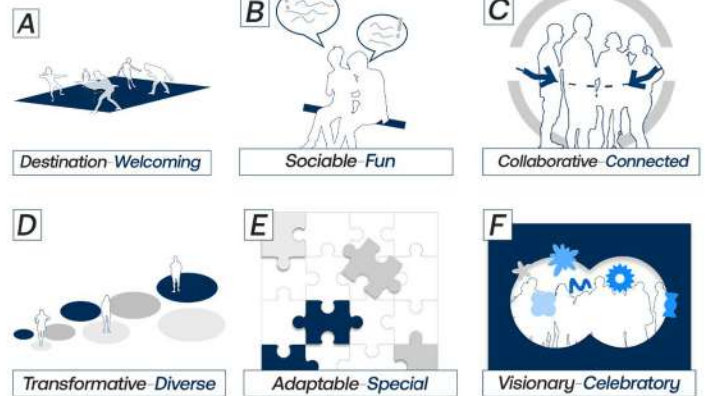 A
B
C
Destination-Welcoming
Sociable-Fun
Collaborative-Connected
D
E
F
Transformative-Diverse
Adaptable-Special
Visionary-Celebratory